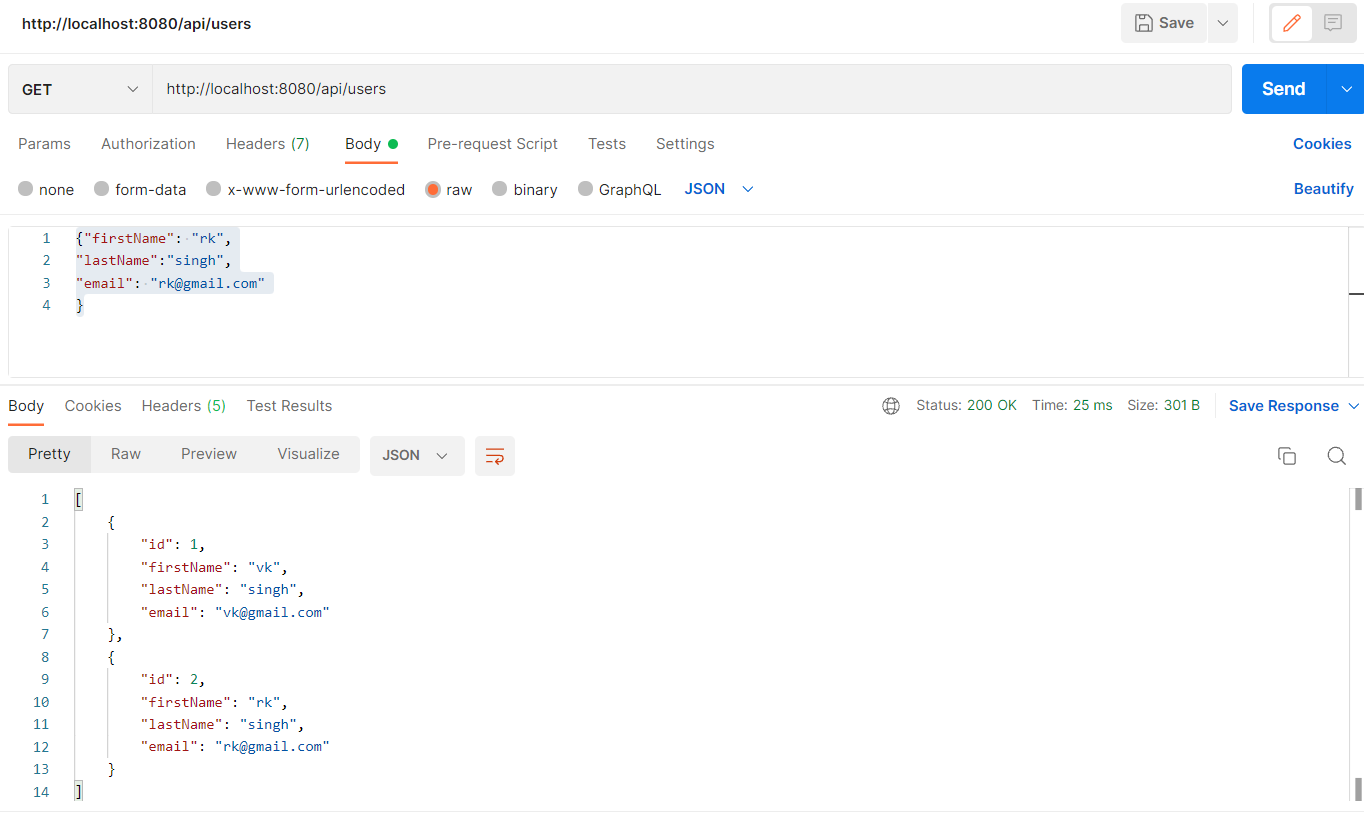 http://localhost:8080/api/users Save
GET http://localhost:8080/api/users Send
Params Authorization Headers (7) Body Pre-request Script Tests Settings Cookies
none form-data x-www-form-urlencoded raw binary GraphQL JSON Beautify
1 {"firstName": "rk",
2 "lastName":"singh",
3 "email": "rk@gmail.com"
4 }
Body Cookies Headers (5) Test Results Status: 200 OK Time: 25 ms Size: 301 B Save Response
Pretty Raw Preview Visualize JSON
1 [
2 {
3 "id": 1,
4 "firstName": "vk",
5 "lastName": "singh",
6 "email": "vk@gmail.com"
7 },
8 {
9 "id": 2,
10 "firstName": "rk",
11 "lastName": "singh",
12 "email": "rk@gmail.com"
13 }
14 ]